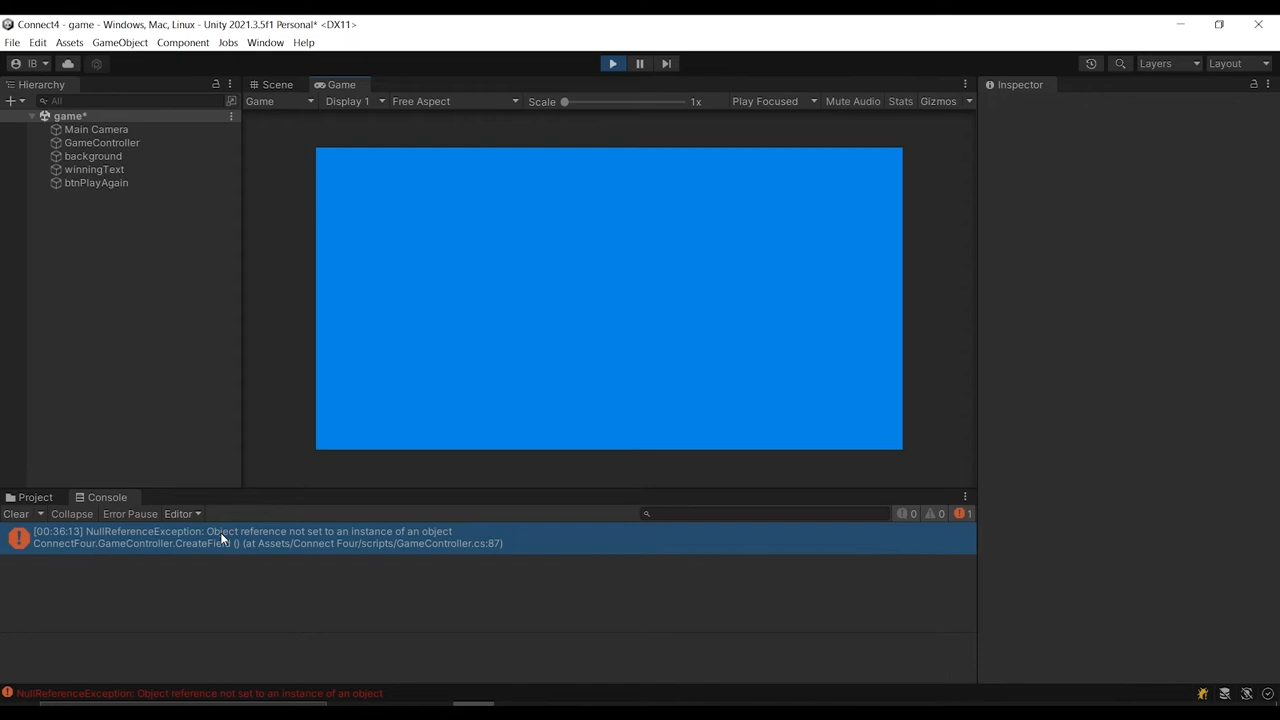 Connect4 - game - Windows, Mac, Linux - Unity 2021.3.5f1 Personal* <DX11>
File Edit Assets GameObject Component Jobs Window Help
IB Layers Layout
Hierarchy Scene Game Inspector
All Game Display 1 Free Aspect Scale 1x Play Focused Mute Audio Stats Gizmos
game*
Main Camera
GameController
background
winningText
btnPlayAgain
Project Console
Clear Collapse Error Pause Editor 0 0 1
[00:36:13] NullReferenceException: Object reference not set to an instance of an object
ConnectFour.GameController.CreateField () (at Assets/Connect Four/scripts/GameController.cs:87)
NullReferenceException: Object reference not set to an instance of an object